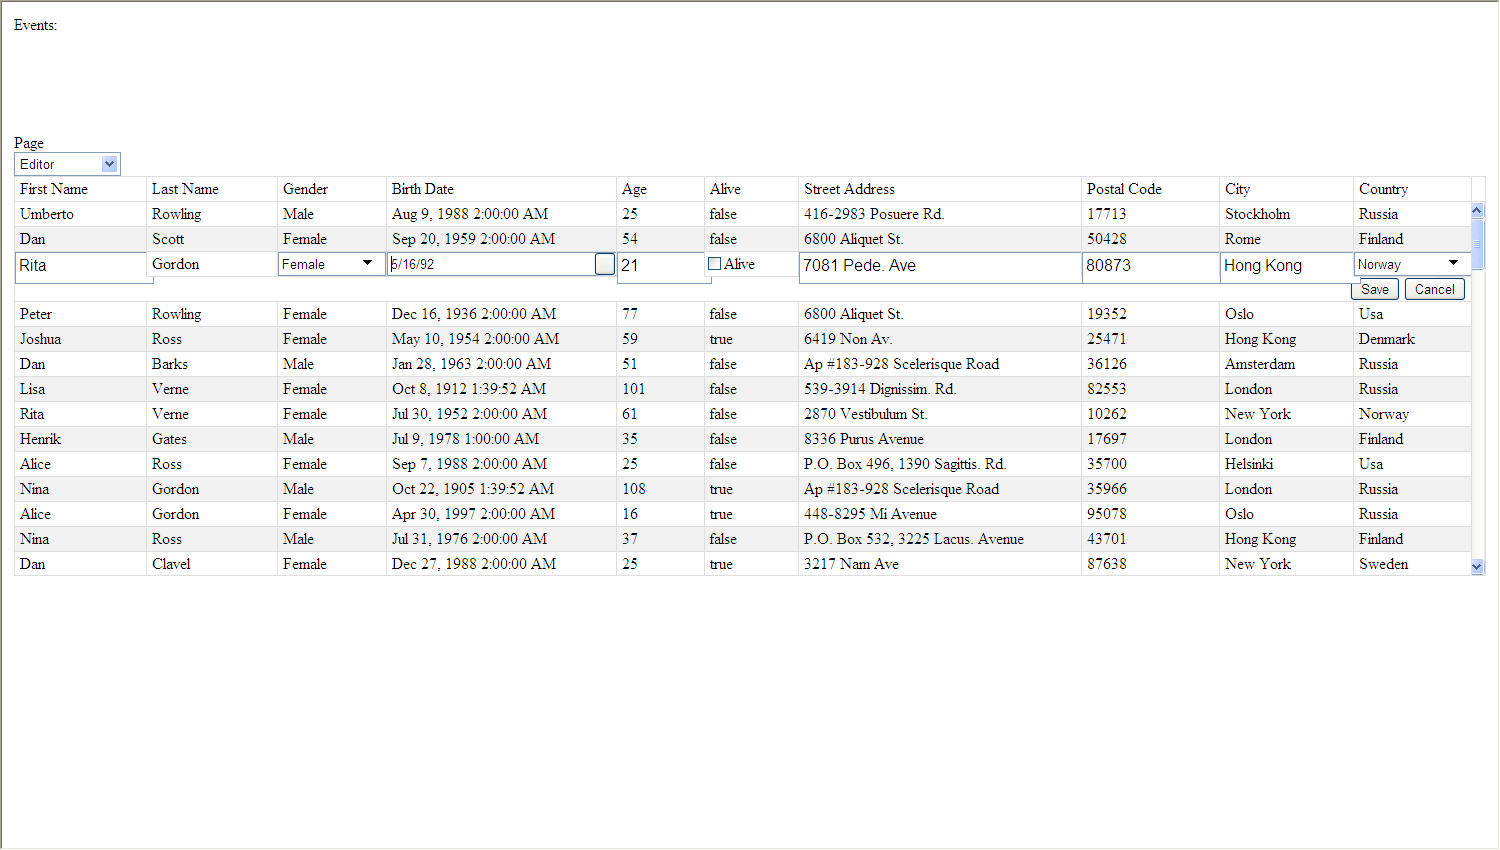 Events:
Page
Editor
First Name Last Name Gender Birth Date Age Alive Street Address Postal Code City Country
Umberto Rowling Male Aug 9, 1988 2:00:00 AM 25 false 416-2983 Posuere Rd. 17713 Stockholm Russia
Dan Scott Female Sep 20, 1959 2:00:00 AM 54 false 6800 Aliquet St. 50428 Rome Finland
Rita Gordon Female 5/16/92 21 Alive 7081 Pede. Ave 80873 Hong Kong Norway
Save Cancel
Peter Rowling Female Dec 16, 1936 2:00:00 AM 77 false 6800 Aliquet St. 19352 Oslo Usa
Joshua Ross Female May 10, 1954 2:00:00 AM 59 true 6419 Non Av. 25471 Hong Kong Denmark
Dan Barks Male Jan 28, 1963 2:00:00 AM 51 false Ap #183-928 Scelerisque Road 36126 Amsterdam Russia
Lisa Verne Female Oct 8, 1912 1:39:52 AM 101 false 539-3914 Dignissim. Rd. 82553 London Russia
Rita Verne Female Jul 30, 1952 2:00:00 AM 61 false 2870 Vestibulum St. 10262 New York Norway
Henrik Gates Male Jul 9, 1978 1:00:00 AM 35 false 8336 Purus Avenue 17697 London Finland
Alice Ross Female Sep 7, 1988 2:00:00 AM 25 false P.O. Box 496, 1390 Sagittis. Rd. 35700 Helsinki Usa
Nina Gordon Male Oct 22, 1905 1:39:52 AM 108 true Ap #183-928 Scelerisque Road 35966 London Russia
Alice Gordon Female Apr 30, 1997 2:00:00 AM 16 true 448-8295 Mi Avenue 95078 Oslo Russia
Nina Ross Male Jul 31, 1976 2:00:00 AM 37 false P.O. Box 532, 3225 Lacus. Avenue 43701 Hong Kong Finland
Dan Clavel Female Dec 27, 1988 2:00:00 AM 25 true 3217 Nam Ave 87638 New York Sweden